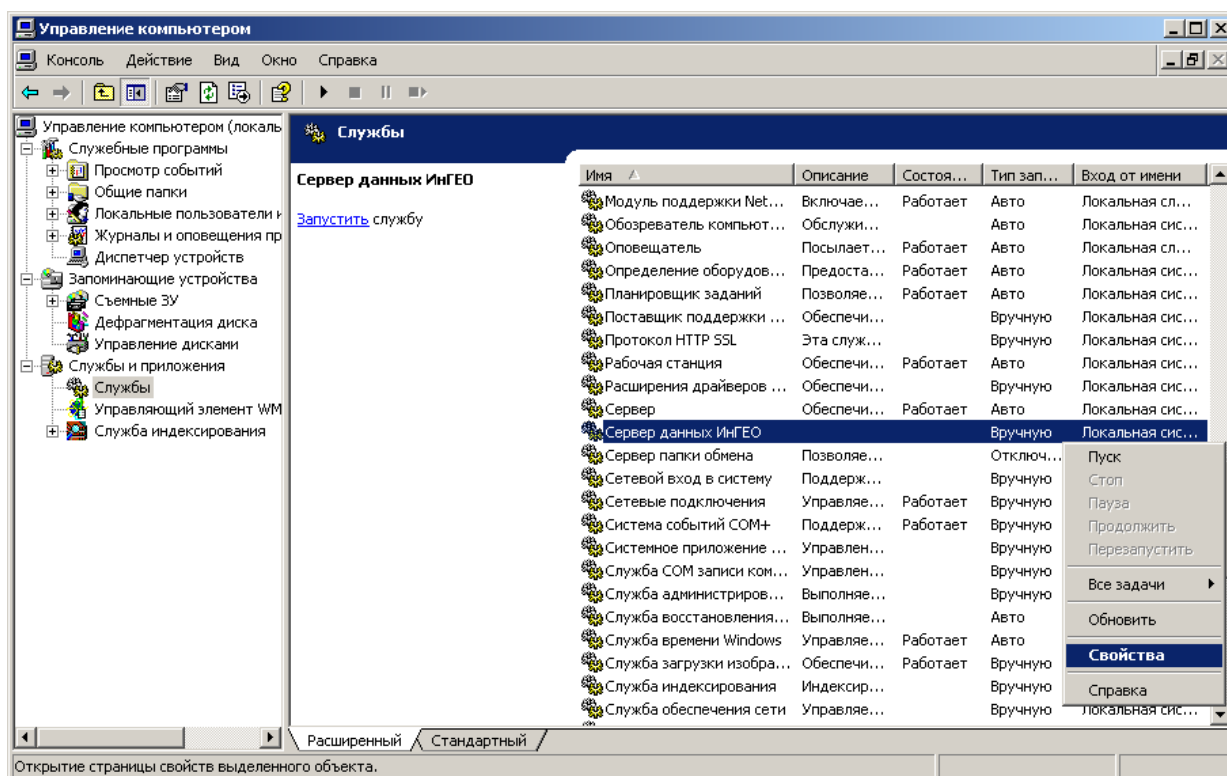 Управление компьютером
Консоль Действие Вид Окно Справка
Управление компьютером (локаль
Служебные программы
Просмотр событий
Общие папки
Локальные пользователи и
Журналы и оповещения пр
Диспетчер устройств
Запоминающие устройства
Съемные ЗУ
Дефрагментация диска
Управление дисками
Службы и приложения
Службы
Управляющий элемент WM
Служба индексирования
Службы
Сервер данных ИнГЕО
Запустить службу
Имя Описание Состоя... Тип зап... Вход от имени
Модуль поддержки Net... Включае... Работает Авто Локальная сл...
Обозреватель компьют... Обслужи... Авто Локальная сис...
Оповещатель Посылает... Работает Авто Локальная сл...
Определение оборудов... Предоста... Работает Авто Локальная сис...
Планировщик заданий Позволяе... Работает Авто Локальная сис...
Поставщик поддержки ... Обеспечи... Вручную Локальная сис...
Протокол HTTP SSL Эта служ... Вручную Локальная сис...
Рабочая станция Обеспечи... Работает Авто Локальная сис...
Расширения драйверов ... Обеспечи... Вручную Локальная сис...
Сервер Обеспечи... Работает Авто Локальная сис...
Сервер данных ИнГЕО Вручную Локальная сис...
Сервер папки обмена Позволяе... Отключ...
Сетевой вход в систему Поддерж... Вручную
Сетевые подключения Управляе... Работает Вручную
Система событий COM+ Поддерж... Работает Вручную
Системное приложение ... Управлен... Вручную
Служба COM записи ком... Управлен... Вручную
Служба администриров... Выполняе... Вручную
Служба восстановления... Выполняе... Авто
Служба времени Windows Управляе... Работает Авто
Служба загрузки изобра... Обеспечи... Работает Вручную
Служба индексирования Индексир... Вручную
Служба обеспечения сети Управляе... Вручную Локальная сис...
Пуск
Стоп
Пауза
Продолжить
Перезапустить
Все задачи
Обновить
Свойства
Справка
Расширенный Стандартный
Открытие страницы свойств выделенного объекта.